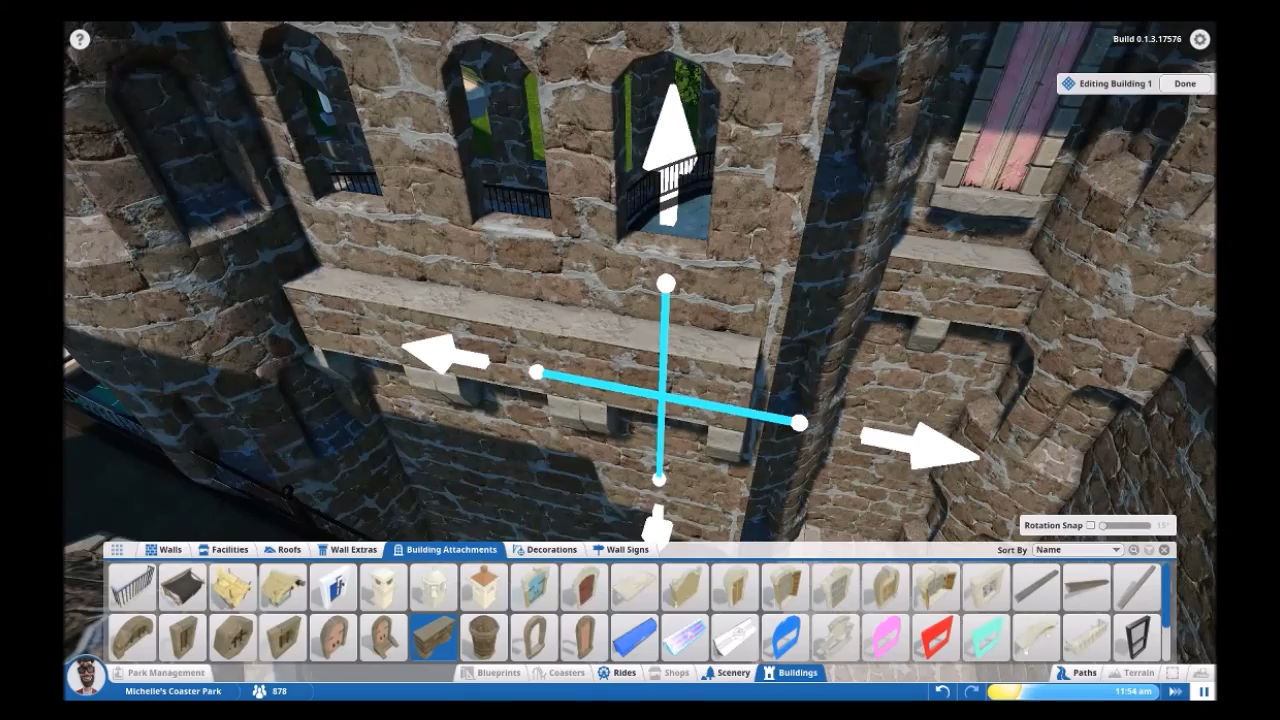 ?
Build 0.1.3.17576
Editing Building 1 Done
Rotation Snap 15°
Walls Facilities Roofs Wall Extras Building Attachments Decorations Wall Signs Sort By Name
Park Management Blueprints Coasters Rides Shops Scenery Buildings Paths Terrain
Michelle's Coaster Park 878 11:54 am